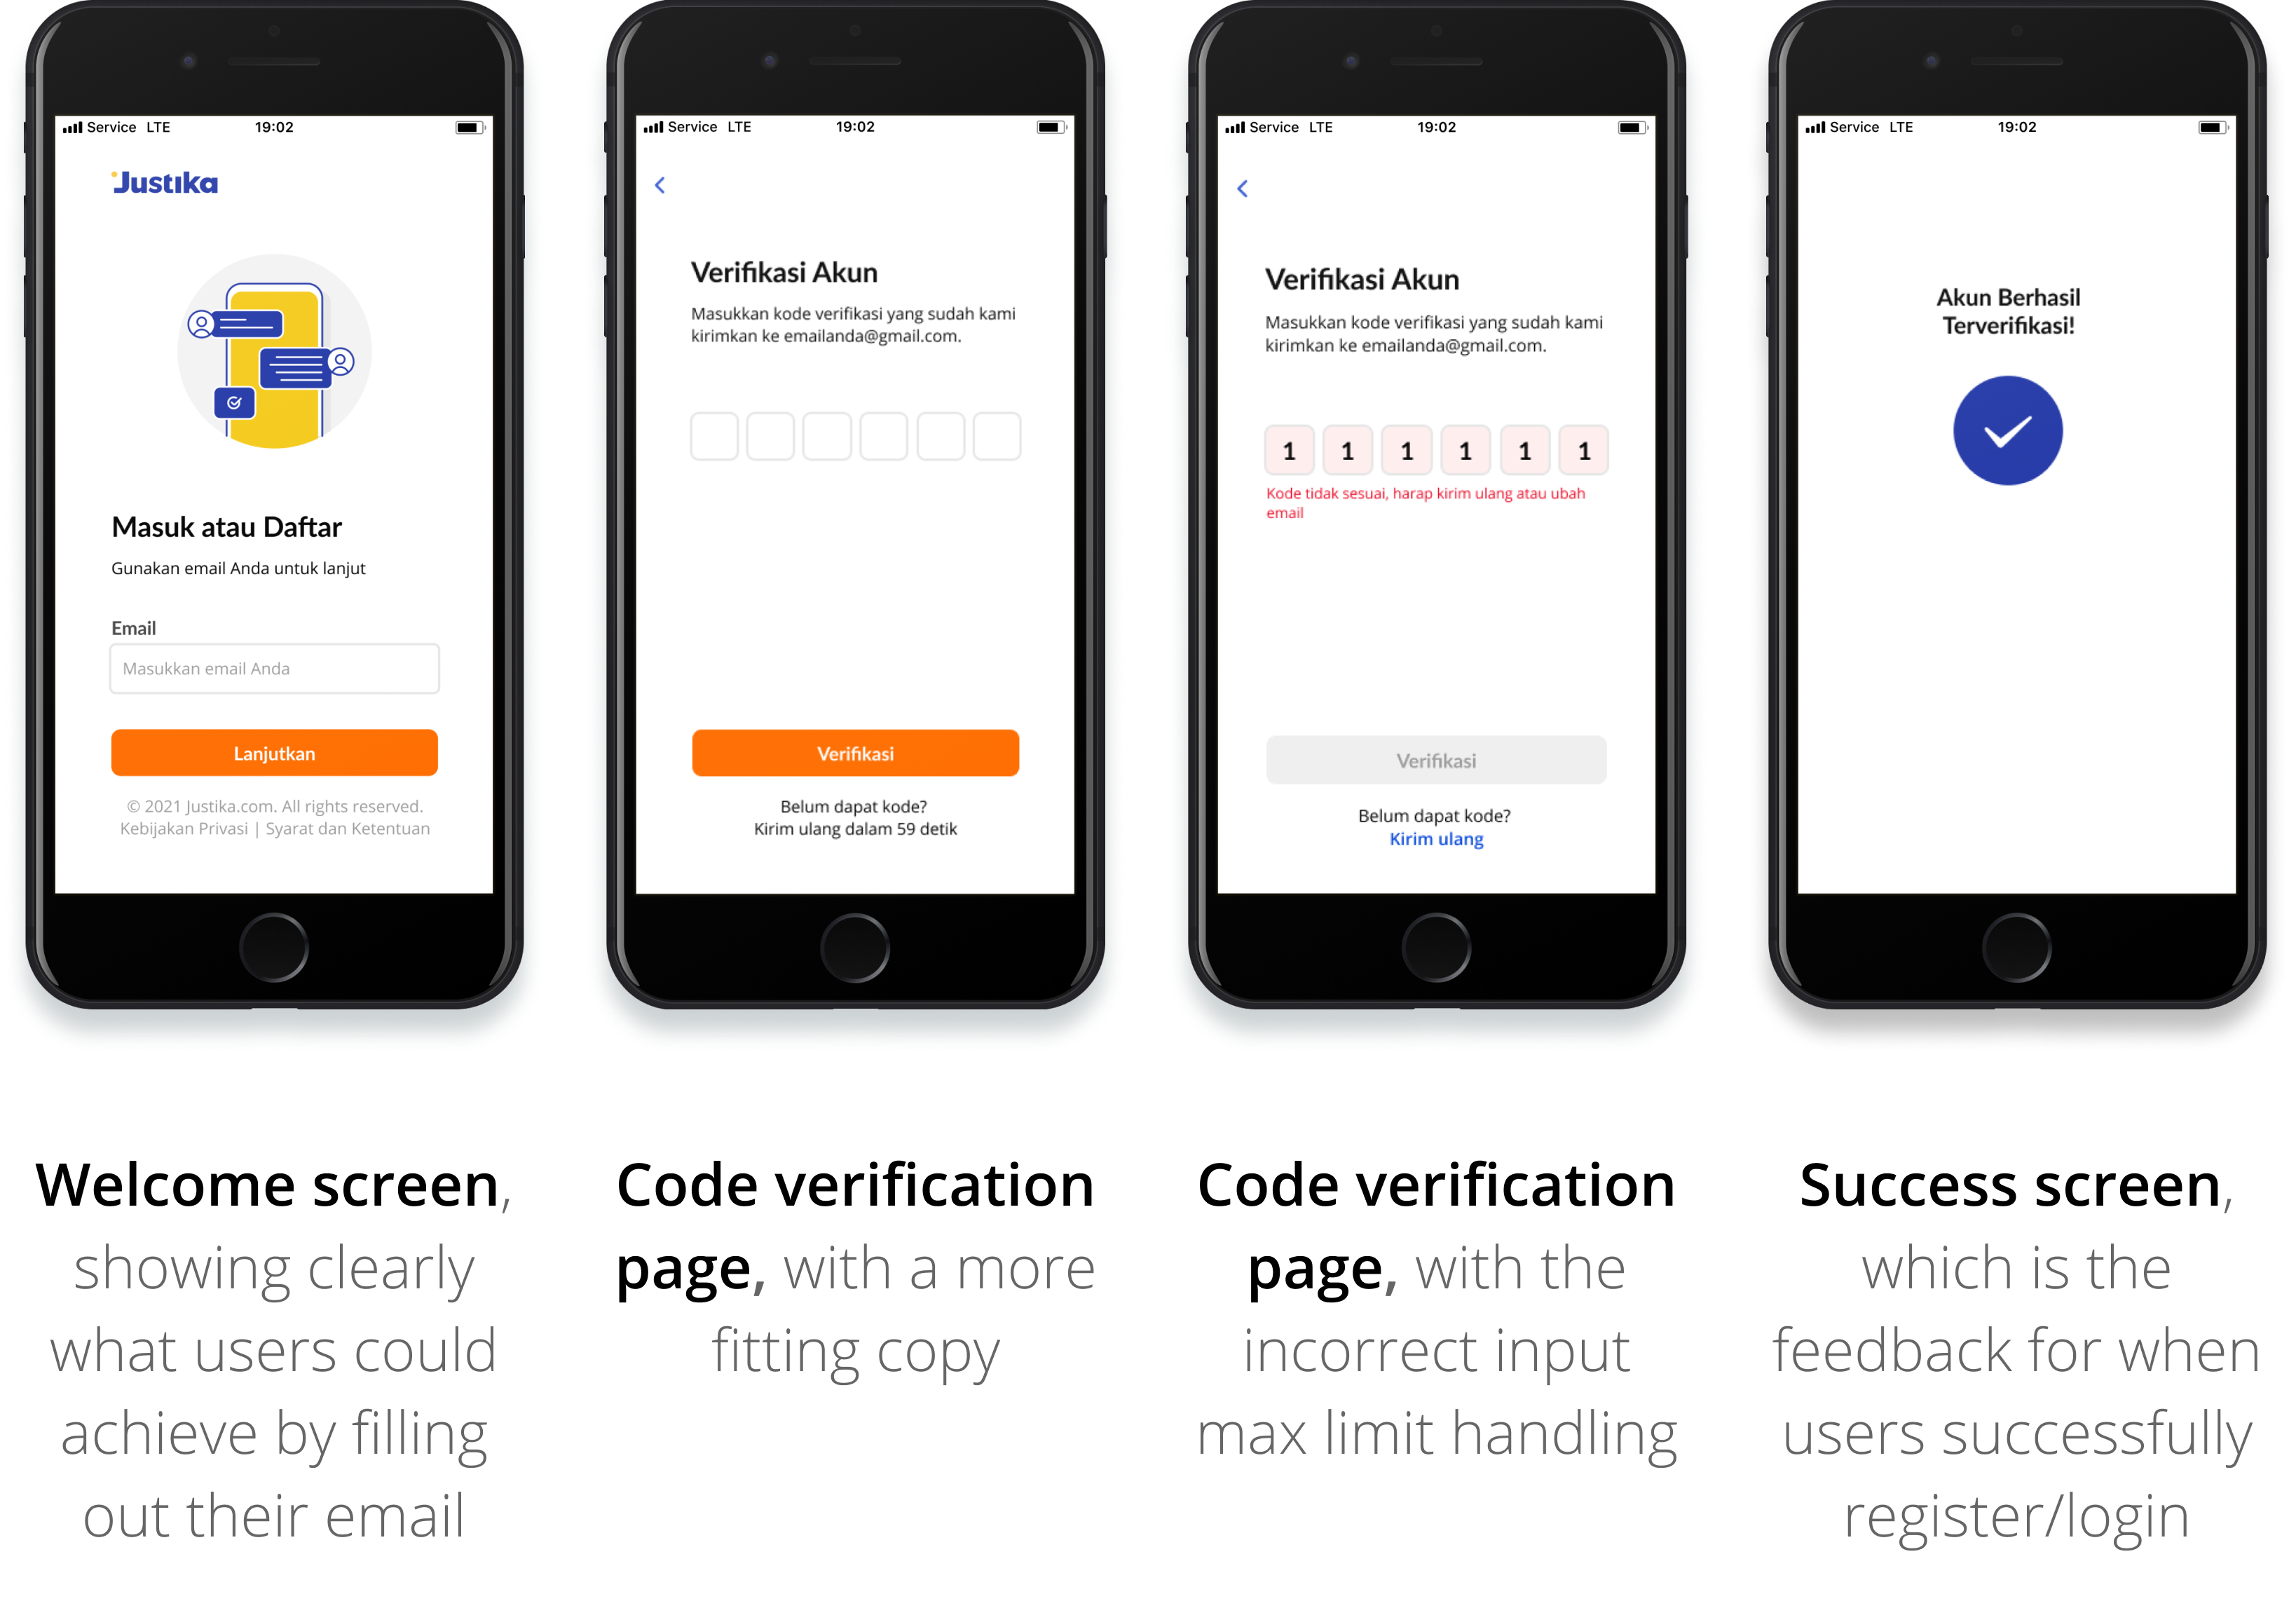 Service LTE 19:02
Justika
Masuk atau Daftar
Gunakan email Anda untuk lanjut
Email
Masukkan email Anda
Lanjutkan
© 2021 Justika.com. All rights reserved.
Kebijakan Privasi | Syarat dan Ketentuan
Service LTE 19:02
Verifikasi Akun
Masukkan kode verifikasi yang sudah kami
kirimkan ke emailanda@gmail.com.
Verifikasi
Belum dapat kode?
Kirim ulang dalam 59 detik
Service LTE 19:02
Verifikasi Akun
Masukkan kode verifikasi yang sudah kami
kirimkan ke emailanda@gmail.com.
1 1 1 1 1 1
Kode tidak sesuai, harap kirim ulang atau ubah
email
Verifikasi
Belum dapat kode?
Kirim ulang
Service LTE 19:02
Akun Berhasil
Terverifikasi!
Welcome screen,
showing clearly
what users could
achieve by filling
out their email
Code verification
page, with a more
fitting copy
Code verification
page, with the
incorrect input
max limit handling
Success screen,
which is the
feedback for when
users successfully
register/login